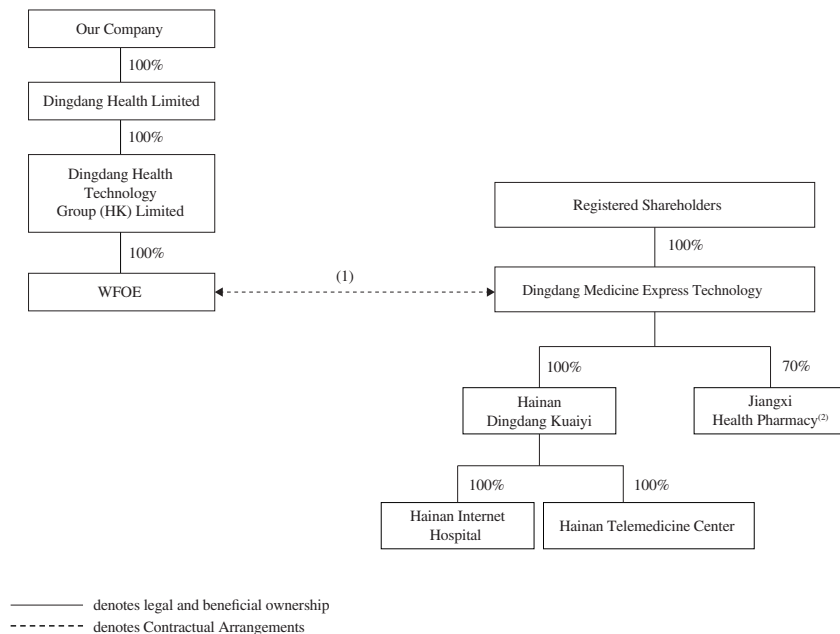 Our Company
100%
Dingdang Health Limited
100%
Dingdang Health
Technology
Group (HK) Limited
100%
WFOE
(1)
Registered Shareholders
100%
Dingdang Medicine Express Technology
100%
70%
Hainan
Dingdang Kuaiyi
Jiangxi
Health Pharmacy(2)
100%
100%
Hainan Internet
Hospital
Hainan Telemedicine Center
denotes legal and beneficial ownership
denotes Contractual Arrangements